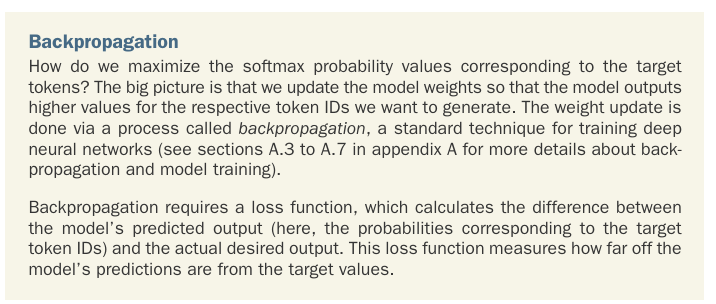 Backpropagation
How do we maximize the softmax probability values corresponding to the target
tokens? The big picture is that we update the model weights so that the model outputs
higher values for the respective token IDs we want to generate. The weight update is
done via a process called backpropagation, a standard technique for training deep
neural networks (see sections A.3 to A.7 in appendix A for more details about back-
propagation and model training).
Backpropagation requires a loss function, which calculates the difference between
the model's predicted output (here, the probabilities corresponding to the target
token IDs) and the actual desired output. This loss function measures how far off the
model's predictions are from the target values.